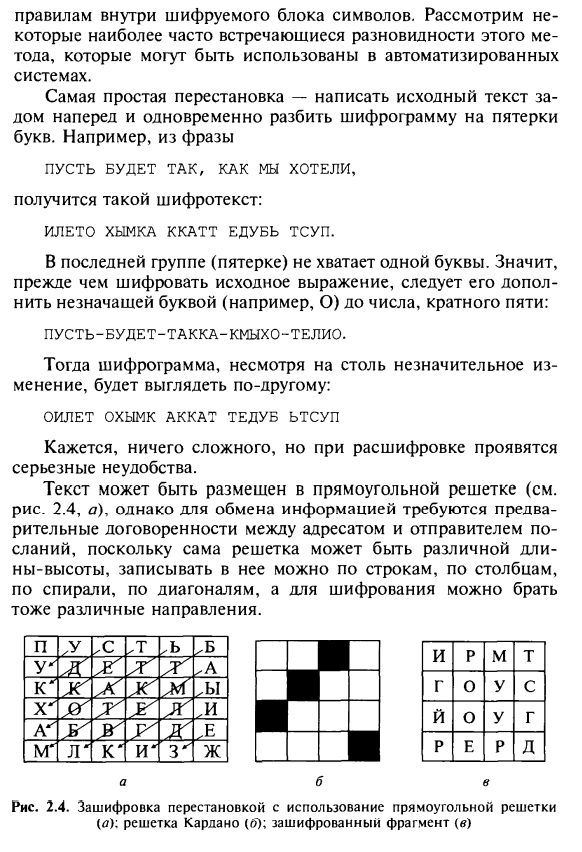 правилам внутри шифруемого блока символов. Рассмотрим не-
которые наиболее часто встречающиеся разновидности этого ме-
тода, которые могут быть использованы в автоматизированных
системах.
Самая простая перестановка — написать исходный текст за-
дом наперед и одновременно разбить шифрограмму на пятерки
букв. Например, из фразы
ПУСТЬ БУДЕТ ТАК, КАК МЫ ХОТЕЛИ,
получится такой шифротекст:
ИЛЕТО ХЫМКА ККАТТ ЕДУБЬ ТСУП.
В последней группе (пятерке) не хватает одной буквы. Значит,
прежде чем шифровать исходное выражение, следует его допол-
нить незначащей буквой (например, О) до числа, кратного пяти:
ПУСТЬ-БУДЕТ-ТАККА-КМЫХО-ТЕЛИО.
Тогда шифрограмма, несмотря на столь незначительное из-
менение, будет выглядеть по-другому:
ОИЛЕТ ОХЫМК АККАТ ТЕДУБ ЬТСУП
Кажется, ничего сложного, но при расшифровке проявятся
серьезные неудобства.
Текст может быть размещен в прямоугольной решетке (см.
рис. 2.4, а), однако для обмена информацией требуются предва-
рительные договоренности между адресатом и отправителем по-
сланий, поскольку сама решетка может быть различной дли-
ны-высоты, записывать в нее можно по строкам, по столбцам,
по спирали, по диагоналям, а для шифрования можно брать
тоже различные направления.
П У С Т Ь Б
У Д Е Т Т А
К К А К М Ы
Х О Т Е Л И
А Б В Г Д Е
М Л К И З Ж
И Р М Т
Г О У С
Й О У Г
Р Е Р Д
а б в
Рис. 2.4. Зашифровка перестановкой с использование прямоугольной решетки
(а); решетка Кардано (б); зашифрованный фрагмент (в)